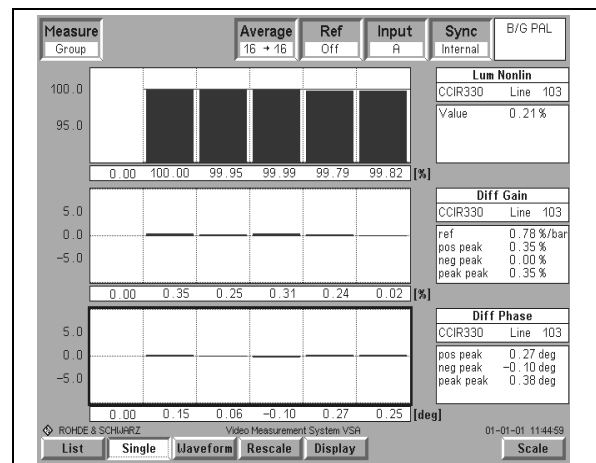 Measure
Group
Average
16 → 16
Ref
Off
Input
A
Sync
Internal
B/G PAL
100.0
95.0
0.00 100.00 99.95 99.99 99.79 99.82 [%]
Lum Nonlin
CCIR330 Line 103
Value 0.21 %
5.0
0.0
-5.0
0.00 0.35 0.25 0.31 0.24 0.02 [%]
Diff Gain
CCIR330 Line 103
ref 0.78 %/bar
pos peak 0.35 %
neg peak 0.00 %
peak peak 0.35 %
5.0
0.0
-5.0
0.00 0.15 0.06 -0.10 0.27 0.25 [deg]
Diff Phase
CCIR330 Line 103
pos peak 0.27 deg
neg peak -0.10 deg
peak peak 0.38 deg
ROHDE & SCHWARZ Video Measurement System VSA 01-01-01 11:44:59
List Single Waveform Rescale Display Scale